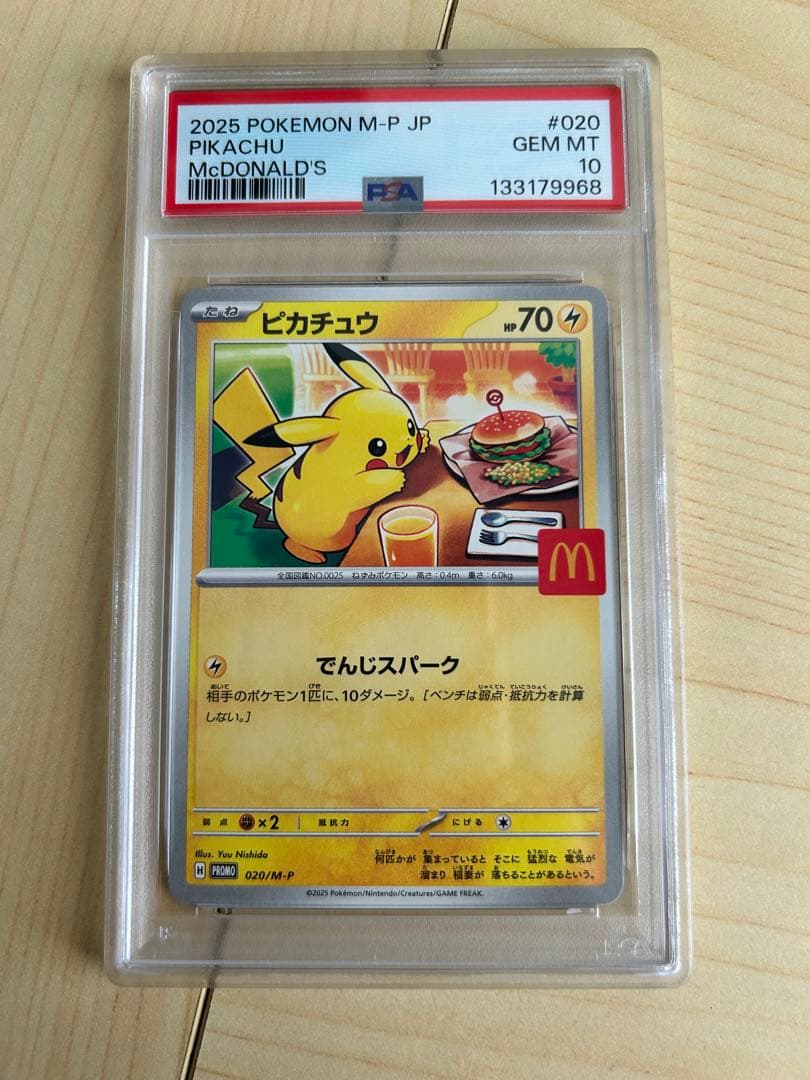 2025 POKEMON M-P JP #020
PIKACHU GEM MT
McDONALD'S 10
PSA 133179968
たね ピカチュウ HP70
M
全国図鑑NO.0025 ねずみポケモン 高さ:0.4m 重さ:6.0kg
でんじスパーク
相手のポケモン1匹に、10ダメージ。[ベンチは弱点・抵抗力を計算
しない。]
弱点 ×2 抵抗力 にげる
Illus. Yuu Nishida
H PROMO 020/M-P
何匹かが 集まっていると そこに 猛烈な 電気が
溜まり 稲妻が 落ちることがあるという。
©2025 Pokémon/Nintendo/Creatures/GAME FREAK.